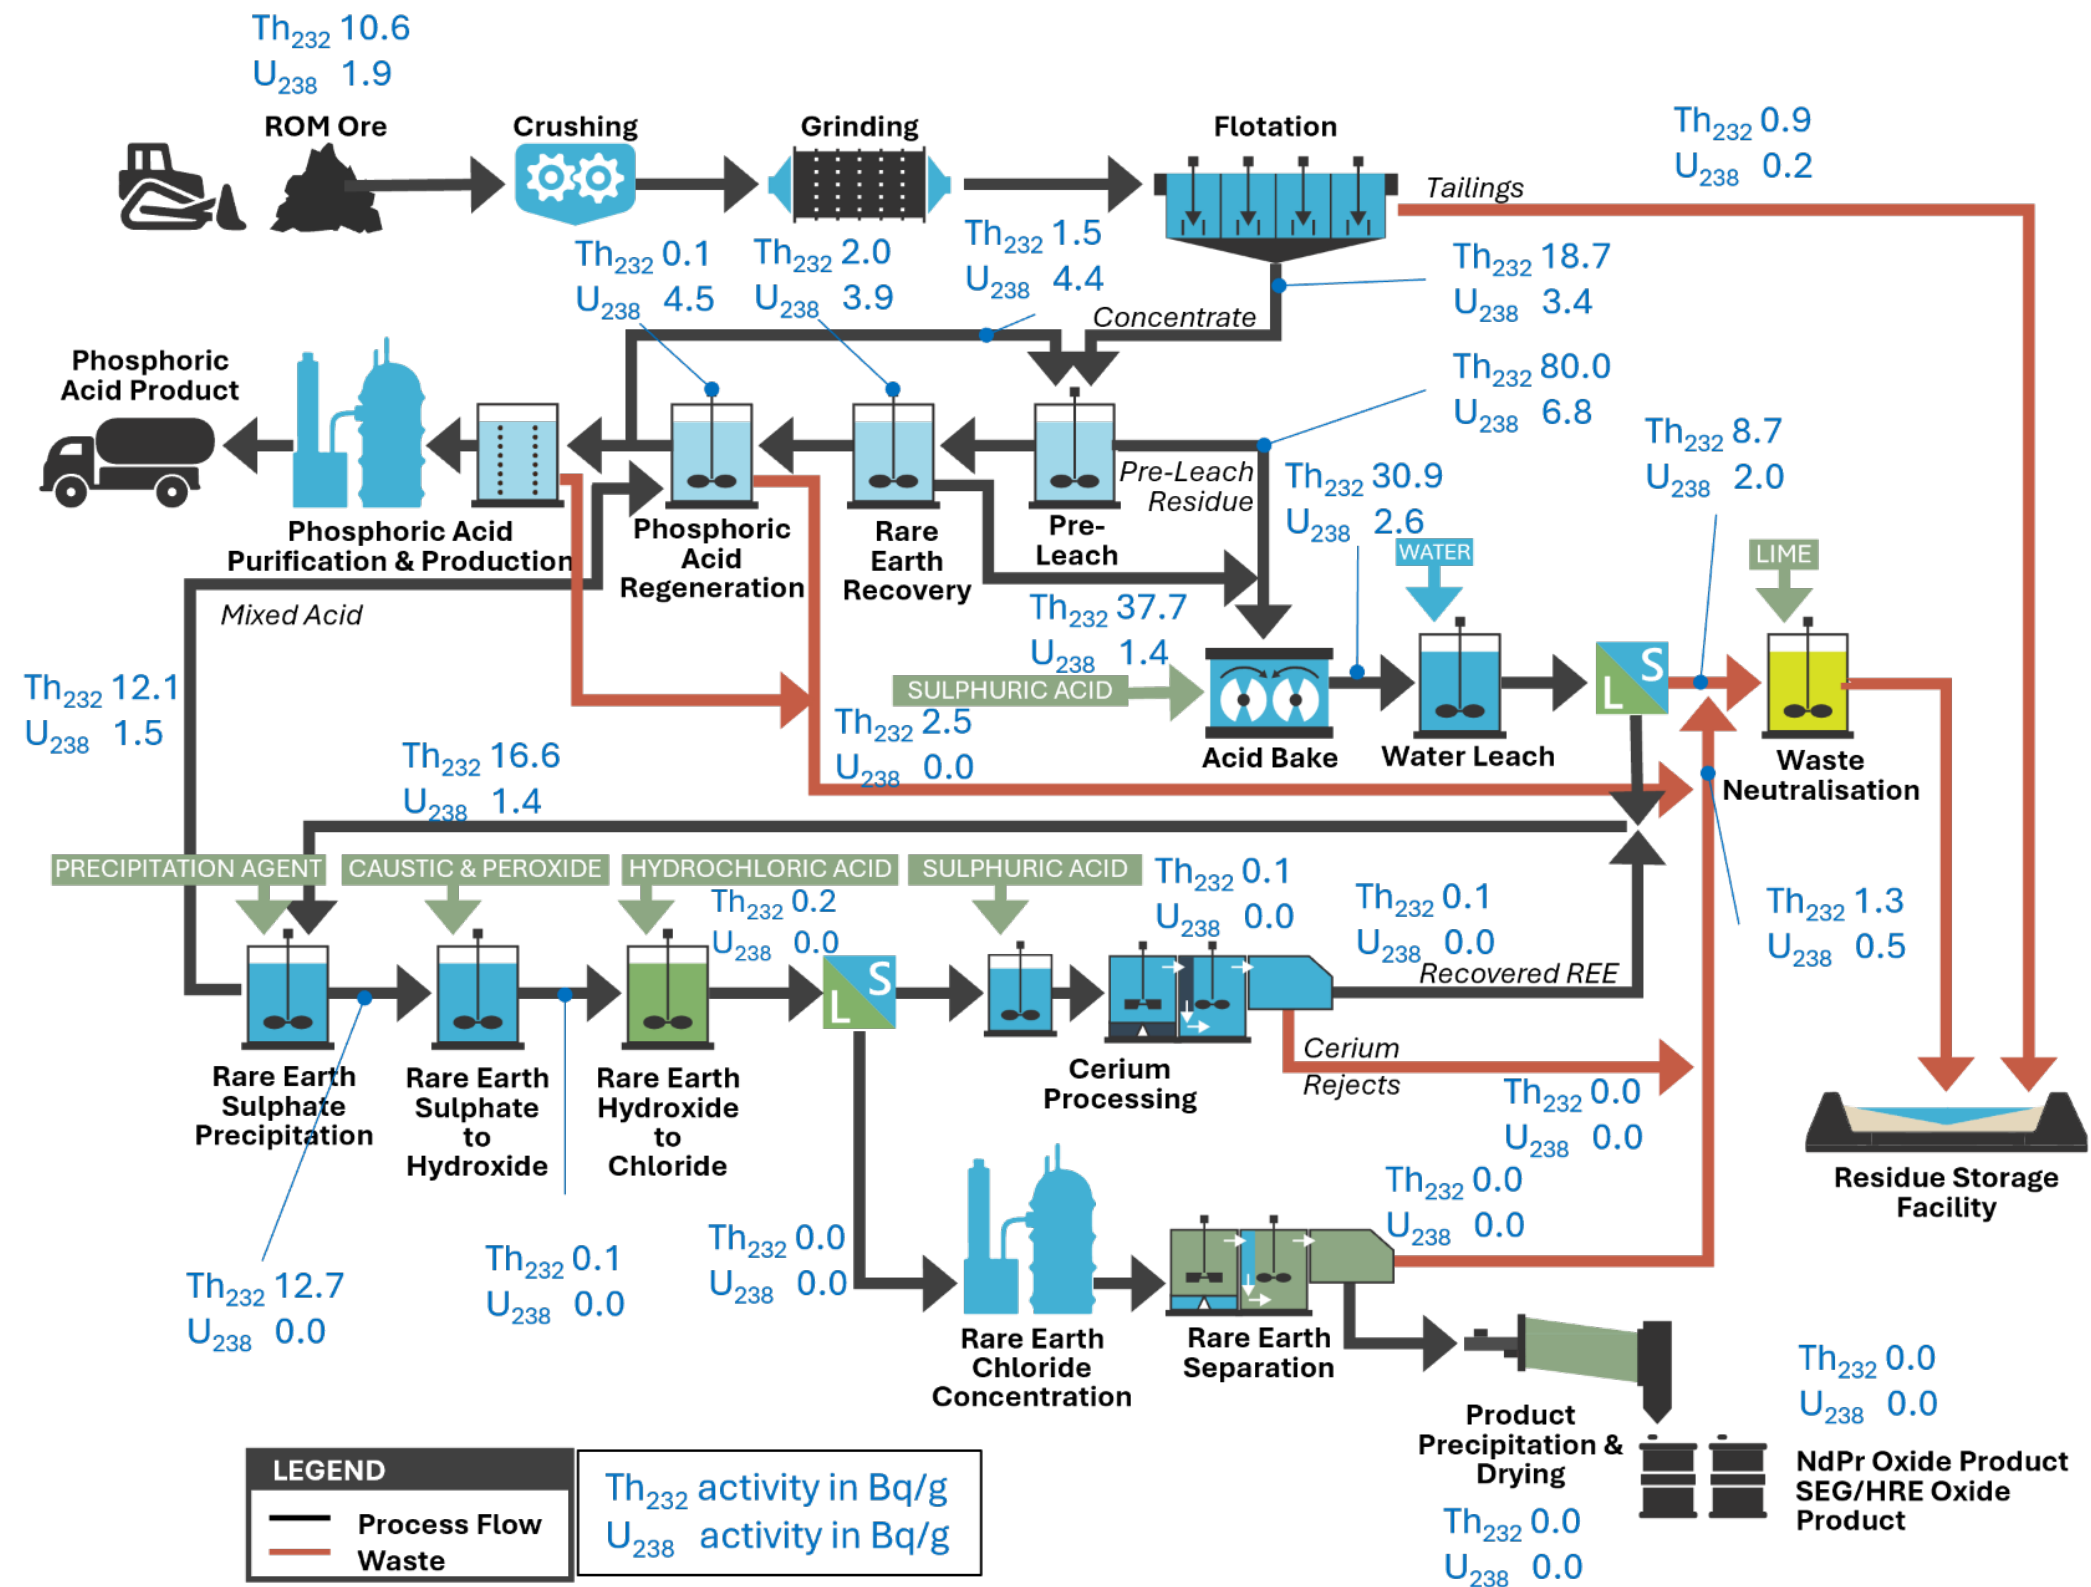 Th232 10.6
U238 1.9
ROM Ore
Crushing
Grinding
Flotation
Th232 0.9
U238 0.2
Tailings
Th232 0.1
U238 4.5
Th232 2.0
U238 3.9
Th232 1.5
U238 4.4
Th232 18.7
U238 3.4
Concentrate
Th232 80.0
U238 6.8
Phosphoric
Acid Product
Th232 8.7
U238 2.0
Pre-Leach
Residue
Th232 30.9
U238 2.6
Phosphoric Acid
Purification & Production
Phosphoric
Acid
Regeneration
Rare
Earth
Recovery
Pre-
Leach
WATER
LIME
Mixed Acid
Th232 37.7
U238 1.4
SULPHURIC ACID
S
L
Th232 12.1
U238 1.5
Th232 2.5
U238 0.0
Acid Bake
Water Leach
Waste
Neutralisation
Th232 16.6
U238 1.4
PRECIPITATION AGENT
CAUSTIC & PEROXIDE
HYDROCHLORIC ACID
SULPHURIC ACID
Th232 0.2
U238 0.0
Th232 0.1
U238 0.0
Th232 0.1
U238 0.0
Th232 1.3
U238 0.5
Recovered REE
S
L
Rare Earth
Sulphate
Precipitation
Rare Earth
Sulphate
to
Hydroxide
Rare Earth
Hydroxide
to
Chloride
Cerium
Processing
Cerium
Rejects
Th232 0.0
U238 0.0
Residue Storage
Facility
Th232 0.0
U238 0.0
Th232 12.7
U238 0.0
Th232 0.1
U238 0.0
Th232 0.0
U238 0.0
Rare Earth
Chloride
Concentration
Rare Earth
Separation
Th232 0.0
U238 0.0
Product
Precipitation &
Drying
NdPr Oxide Product
SEG/HRE Oxide
Product
Th232 0.0
U238 0.0
LEGEND
Process Flow
Waste
Th232 activity in Bq/g
U238 activity in Bq/g